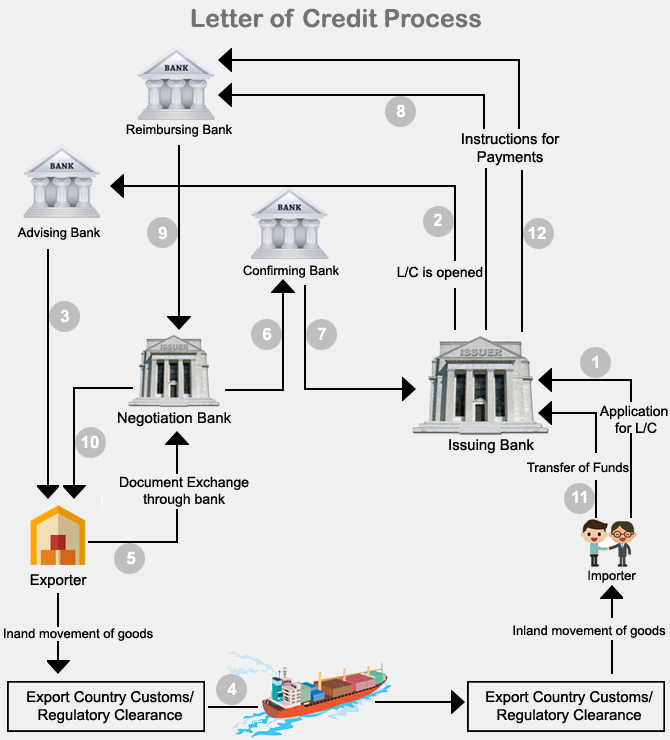 Letter of Credit Process
BANK
Reimbursing Bank
8
Instructions for
Payments
BANK
Advising Bank
9
BANK
Confirming Bank
2
12
L/C is opened
3
6
7
1
ISSUER
Negotiation Bank
ISSUER
Issuing Bank
Application
for L/C
10
Document Exchange
through bank
Transfer of Funds
11
5
Exporter
Importer
Inand movement of goods
Inland movement of goods
4
Export Country Customs/
Regulatory Clearance
Export Country Customs/
Regulatory Clearance